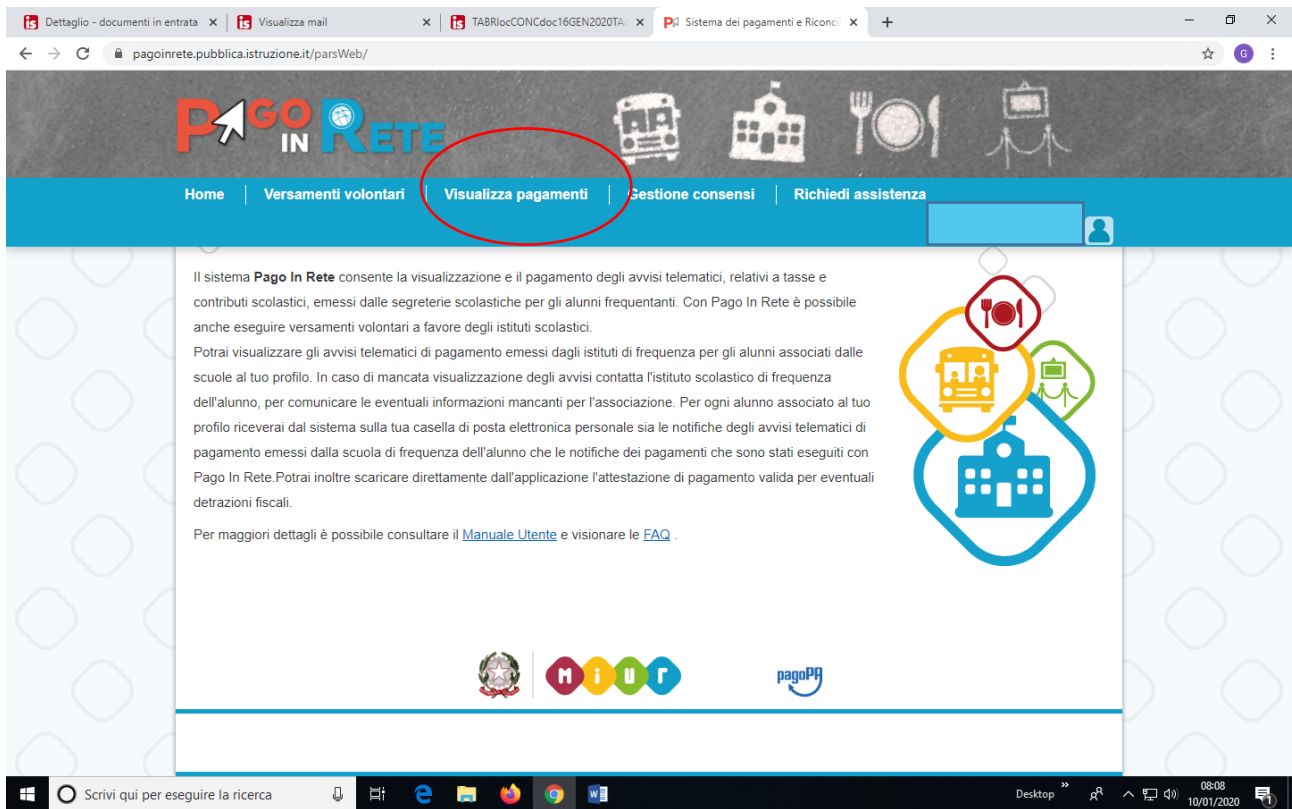 Dettaglio - documenti in entrata
Visualizza mail
TABRIocCONCdoc16GEN2020TA
Sistema dei pagamenti e Riconcil
pagoinrete.pubblica.istruzione.it/parsWeb/
G
PAGO
IN RETE
Home
Versamenti volontari
Visualizza pagamenti
Gestione consensi
Richiedi assistenza
Il sistema Pago In Rete consente la visualizzazione e il pagamento degli avvisi telematici, relativi a tasse e
contributi scolastici, emessi dalle segreterie scolastiche per gli alunni frequentanti. Con Pago In Rete è possibile
anche eseguire versamenti volontari a favore degli istituti scolastici.
Potrai visualizzare gli avvisi telematici di pagamento emessi dagli istituti di frequenza per gli alunni associati dalle
scuole al tuo profilo. In caso di mancata visualizzazione degli avvisi contatta l'istituto scolastico di frequenza
dell'alunno, per comunicare le eventuali informazioni mancanti per l'associazione. Per ogni alunno associato al tuo
profilo riceverai dal sistema sulla tua casella di posta elettronica personale sia le notifiche degli avvisi telematici di
pagamento emessi dalla scuola di frequenza dell'alunno che le notifiche dei pagamenti che sono stati eseguiti con
Pago In Rete.Potrai inoltre scaricare direttamente dall'applicazione l'attestazione di pagamento valida per eventuali
detrazioni fiscali.
Per maggiori dettagli è possibile consultare il Manuale Utente e visionare le FAQ .
miur
pagoPA
Scrivi qui per eseguire la ricerca
Desktop
08:08
10/01/2020
1